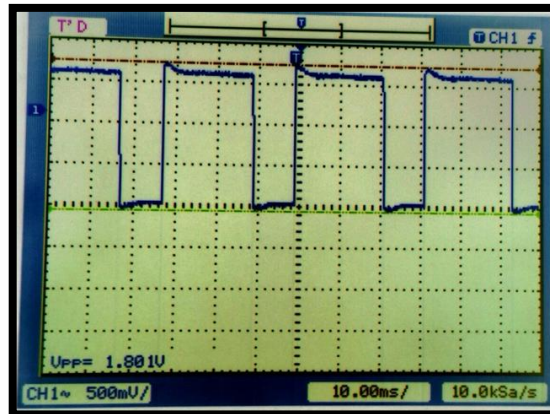 T'D
T
T CH1 f
T
1
Vpp= 1.801V
CH1~ 500mV/ 10.00ms/ 10.0kSa/s